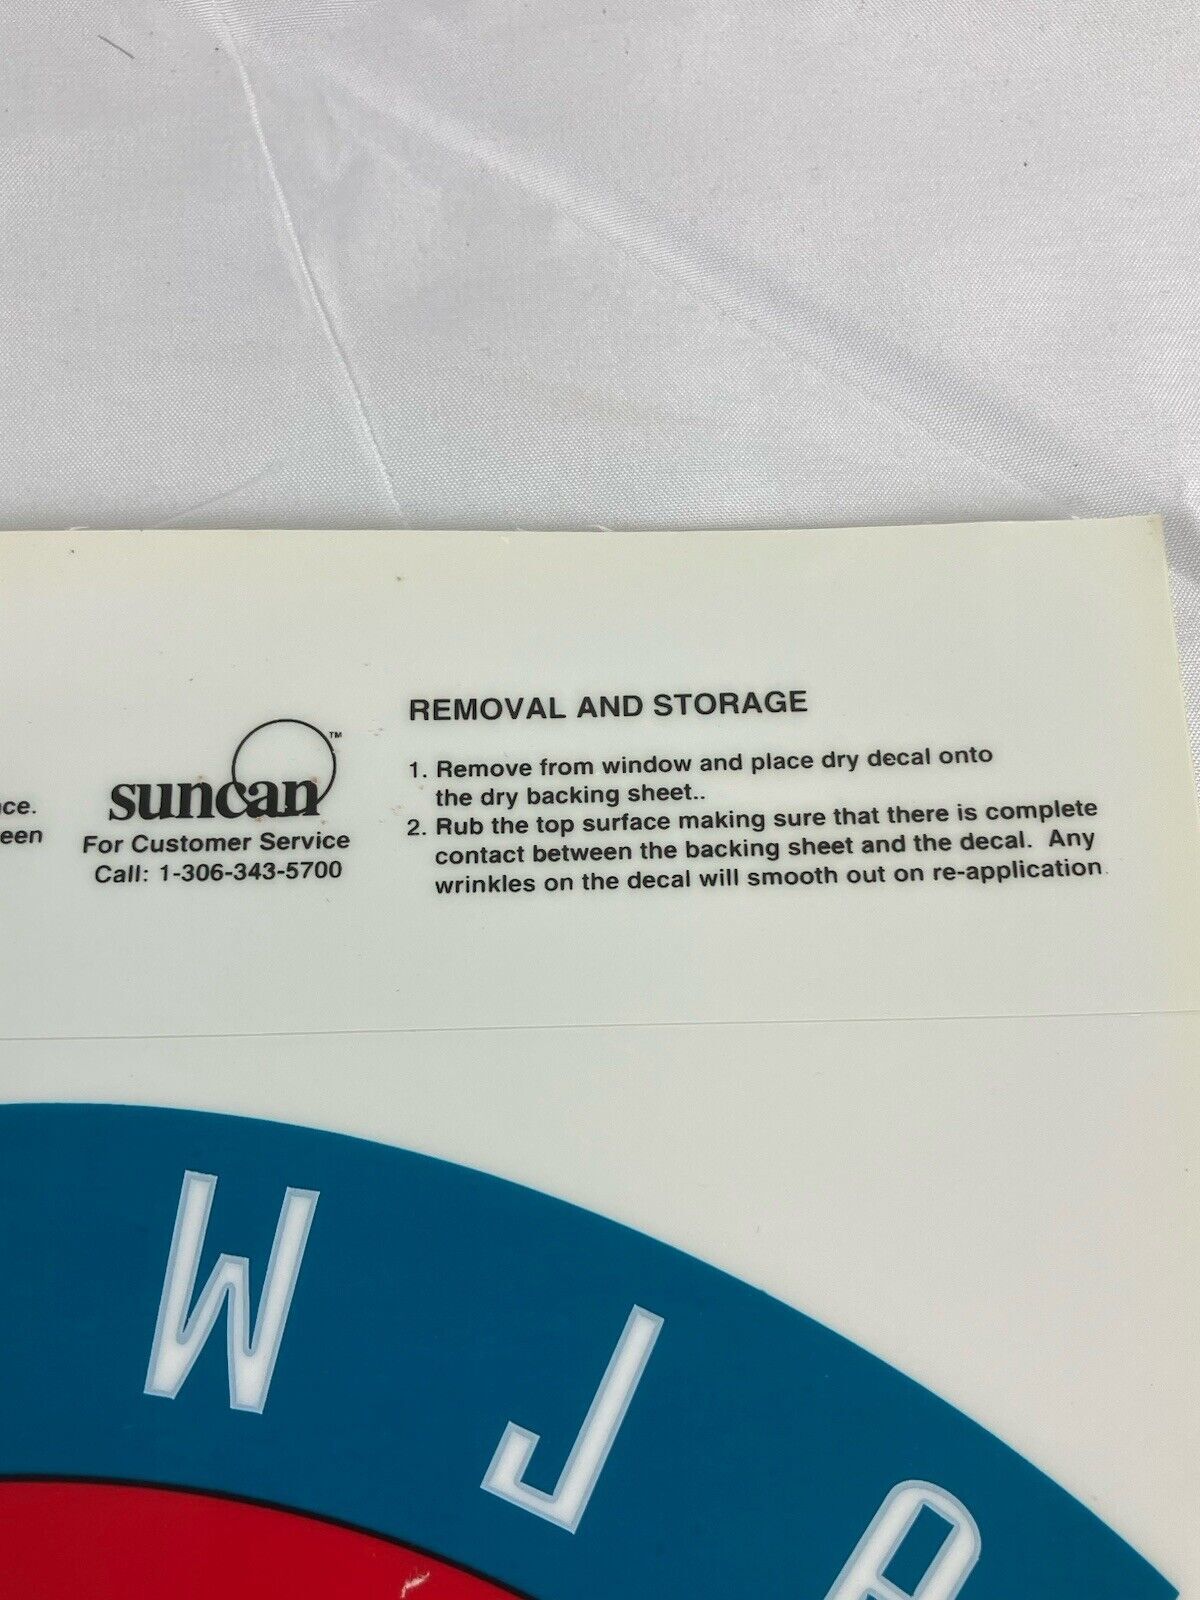 REMOVAL AND STORAGE
1. Remove from window and place dry decal onto
the dry backing sheet..
2. Rub the top surface making sure that there is complete
contact between the backing sheet and the decal. Any
wrinkles on the decal will smooth out on re-application.
suncan™
For Customer Service
Call: 1-306-343-5700
ce.
een
M J